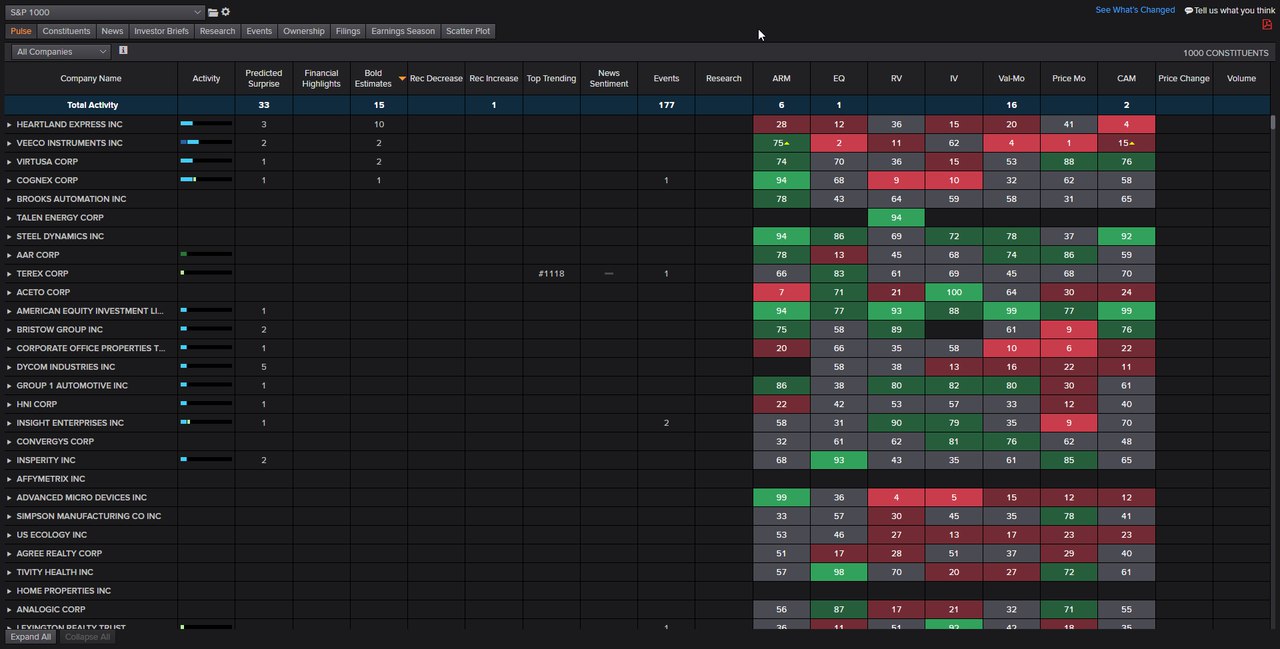 S&P 1000
See What's Changed Tell us what you think
Pulse Constituents News Investor Briefs Research Events Ownership Filings Earnings Season Scatter Plot
All Companies i 1000 CONSTITUENTS
Company Name Activity Predicted Surprise Financial Highlights Bold Estimates Rec Decrease Rec Increase Top Trending News Sentiment Events Research ARM EQ RV IV Val-Mo Price Mo CAM Price Change Volume
Total Activity 33 15 1 177 6 1 16 2
HEARTLAND EXPRESS INC 3 10 28 12 36 15 20 41 4
VEECO INSTRUMENTS INC 2 2 75 2 11 62 4 1 15
VIRTUSA CORP 1 2 74 70 36 15 53 88 76
COGNEX CORP 1 1 1 94 68 9 10 32 62 58
BROOKS AUTOMATION INC 78 43 64 59 58 31 65
TALEN ENERGY CORP 94
STEEL DYNAMICS INC 94 86 69 72 78 37 92
AAR CORP 78 13 45 68 74 86 59
TEREX CORP #1118 — 1 66 83 61 69 45 68 70
ACETO CORP 7 71 21 100 64 30 24
AMERICAN EQUITY INVESTMENT LI... 1 94 77 93 88 99 77 99
BRISTOW GROUP INC 2 75 58 89 61 9 76
CORPORATE OFFICE PROPERTIES T... 1 20 66 35 58 10 6 22
DYCOM INDUSTRIES INC 5 58 38 13 16 22 11
GROUP 1 AUTOMOTIVE INC 1 86 38 80 82 80 30 61
HNI CORP 1 22 42 53 57 33 12 40
INSIGHT ENTERPRISES INC 1 2 58 31 90 79 35 9 70
CONVERGYS CORP 32 61 62 81 76 62 48
INSPERITY INC 2 68 93 43 35 61 85 65
AFFYMETRIX INC
ADVANCED MICRO DEVICES INC 99 36 4 5 15 12 12
SIMPSON MANUFACTURING CO INC 33 57 30 45 35 78 41
US ECOLOGY INC 53 46 27 13 17 23 23
AGREE REALTY CORP 51 17 28 51 37 29 40
TIVITY HEALTH INC 57 98 70 20 27 72 61
HOME PROPERTIES INC
ANALOGIC CORP 56 87 17 21 32 71 55
LEXINGTON REALTY TRUST 1 36 11 51 92 42 18 35
Expand All Collapse All